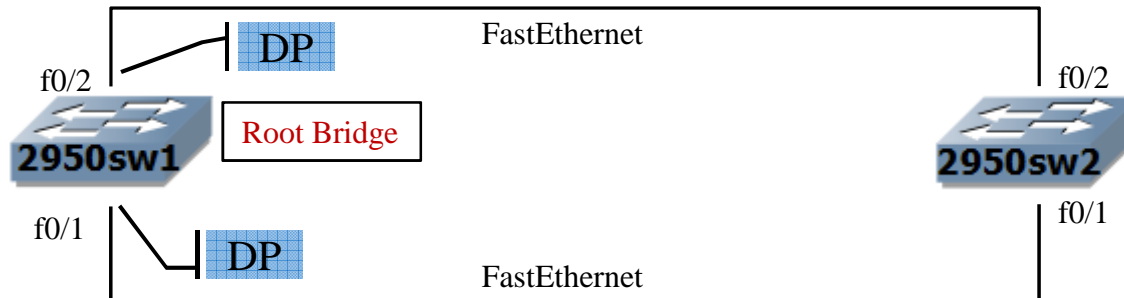 FastEthernet
DP
f0/2
f0/2
Root Bridge
2950sw1
2950sw2
f0/1
f0/1
DP
FastEthernet